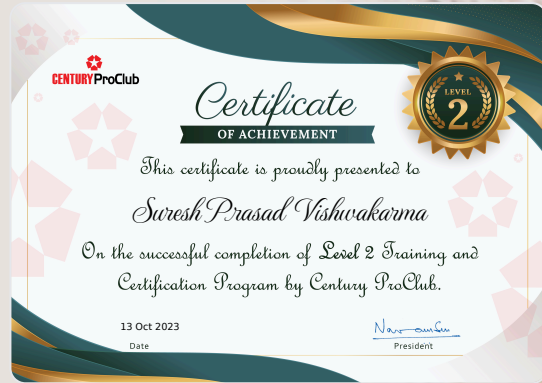 CENTURY ProClub
LEVEL
2
Certificate
OF ACHIEVEMENT
This certificate is proudly presented to
Suresh Prasad Vishwakarma
On the successful completion of Level 2 Training and
Certification Program by Century ProClub.
13 Oct 2023
Date
President